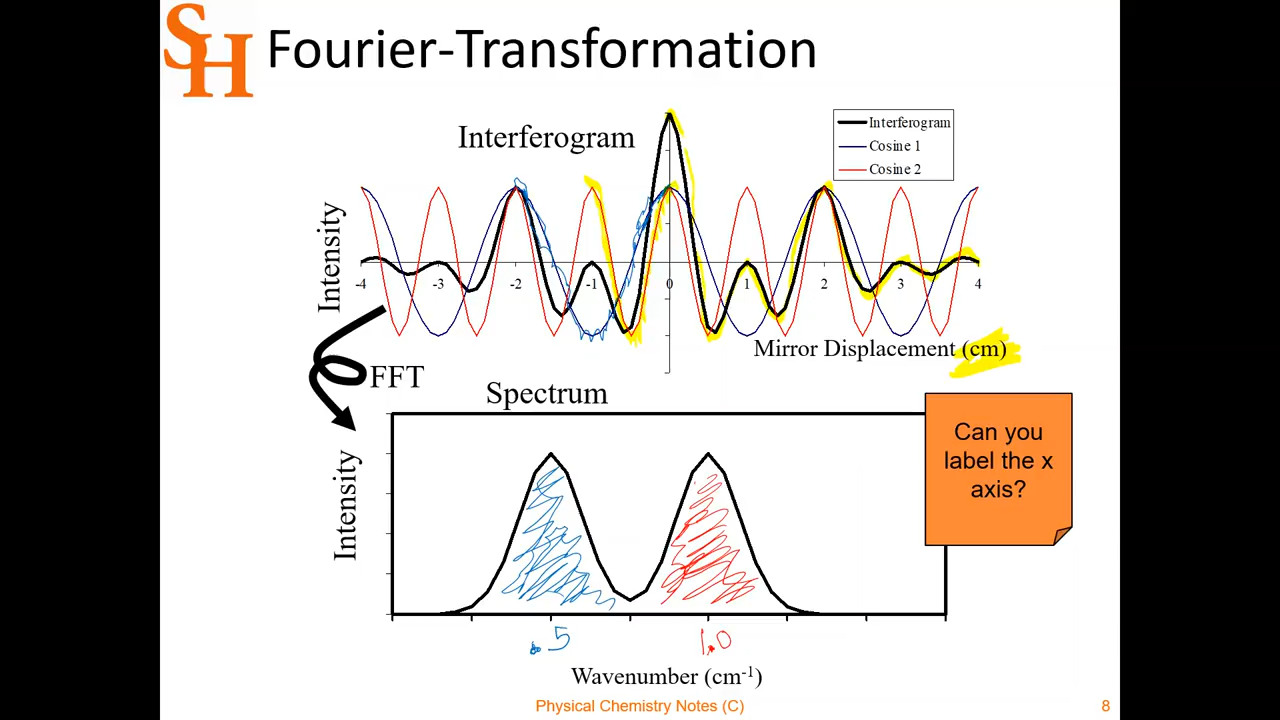 SH
Fourier-Transformation
Interferogram
Interferogram
Cosine 1
Cosine 2
Intensity
-4 -3 -2 -1 0 1 2 3 4
Mirror Displacement (cm)
FFT
Spectrum
Can you
label the x
axis?
Intensity
.5 1.0
Wavenumber (cm⁻¹)
Physical Chemistry Notes (C)
8